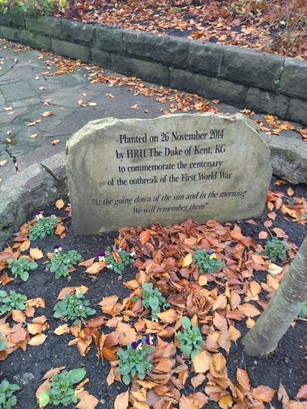 Planted on 26 November 2014
by HRH The Duke of Kent, KG
to commemorate the centenary
of the outbreak of the First World War
"At the going down of the sun and in the morning
We will remember them"